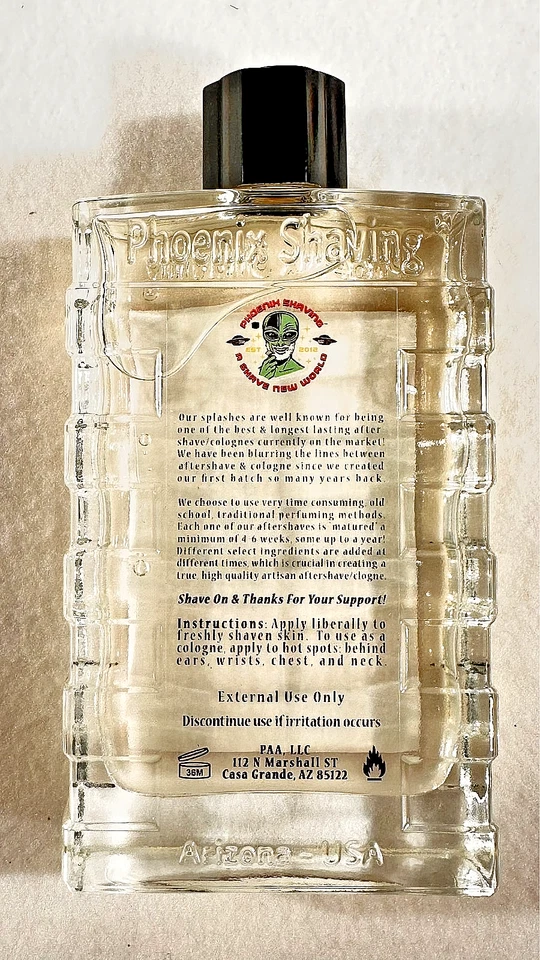 Phoenix Shaving
PHOENIX SHAVING
EST 2012
A SHAVE NEW WORLD
Our splashes are well known for being
one of the best & longest lasting after
shave/colognes currently on the market!
We have been blurring the lines between
aftershave & cologne since we created
our first batch so many years back.
We choose to use very time consuming, old
school, traditional perfuming methods.
Each one of our aftershaves is 'matured' a
minimum of 4-6 weeks, some up to a year!
Different select ingredients are added at
different times, which is crucial in creating a
true, high quality artisan aftershave/clogne.
Shave On & Thanks For Your Support!
Instructions: Apply liberally to
freshly shaven skin. To use as a
cologne, apply to hot spots: behind
ears, wrists, chest, and neck.
External Use Only
Discontinue use if irritation occurs
PAA, LLC
112 N Marshall ST
Casa Grande, AZ 85122
36M
Arizona - USA